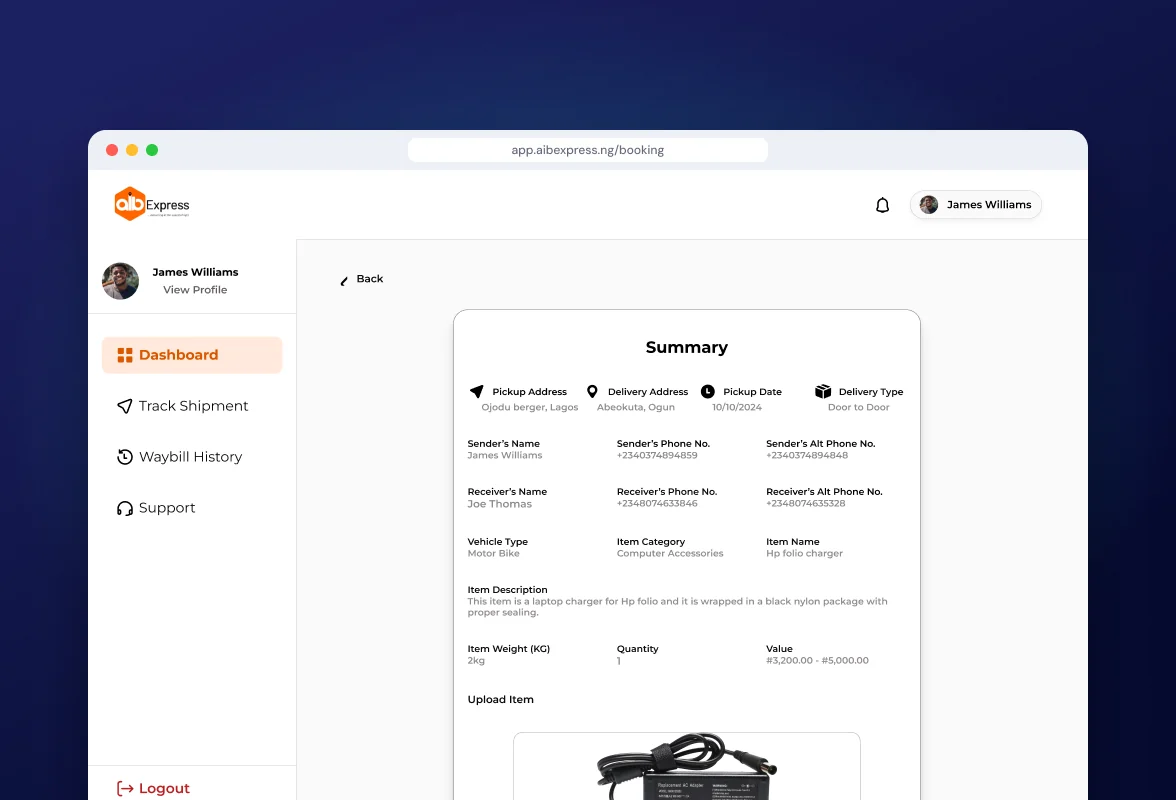 app.aibexpress.ng/booking
aib Express
James Williams
James Williams
View Profile
Back
Dashboard
Track Shipment
Waybill History
Support
Logout
Summary
Pickup Address
Ojodu berger, Lagos
Delivery Address
Abeokuta, Ogun
Pickup Date
10/10/2024
Delivery Type
Door to Door
Sender's Name
James Williams
Sender's Phone No.
+2340374894859
Sender's Alt Phone No.
+2340374894848
Receiver's Name
Joe Thomas
Receiver's Phone No.
+2348074633846
Receiver's Alt Phone No.
+2348074635328
Vehicle Type
Motor Bike
Item Category
Computer Accessories
Item Name
Hp folio charger
Item Description
This item is a laptop charger for Hp folio and it is wrapped in a black nylon package with
proper sealing.
Item Weight (KG)
2kg
Quantity
1
Value
#3,200.00 - #5,000.00
Upload Item
Replacement AC Adapter